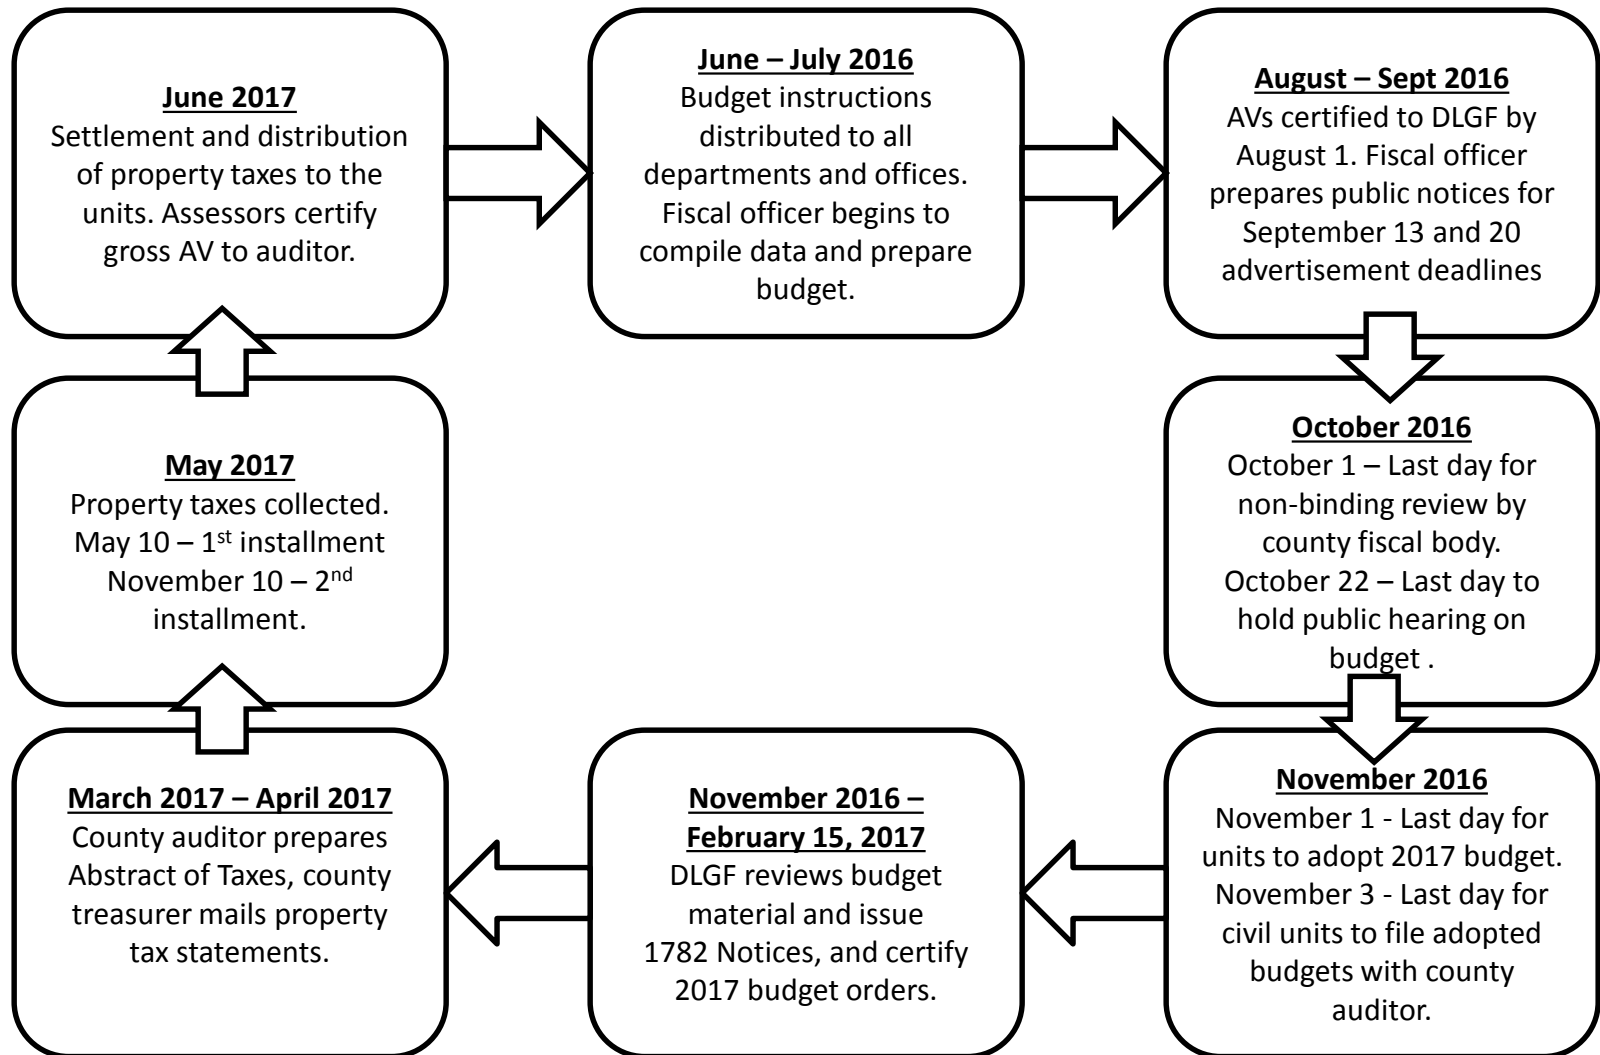 June 2017
Settlement and distribution
of property taxes to the
units. Assessors certify
gross AV to auditor.
June – July 2016
Budget instructions
distributed to all
departments and offices.
Fiscal officer begins to
compile data and prepare
budget.
August – Sept 2016
AVs certified to DLGF by
August 1. Fiscal officer
prepares public notices for
September 13 and 20
advertisement deadlines
October 2016
October 1 – Last day for
non-binding review by
county fiscal body.
October 22 – Last day to
hold public hearing on
budget .
November 2016
November 1 - Last day for
units to adopt 2017 budget.
November 3 - Last day for
civil units to file adopted
budgets with county
auditor.
November 2016 –
February 15, 2017
DLGF reviews budget
material and issue
1782 Notices, and certify
2017 budget orders.
March 2017 – April 2017
County auditor prepares
Abstract of Taxes, county
treasurer mails property
tax statements.
May 2017
Property taxes collected.
May 10 – 1st installment
November 10 – 2nd
installment.